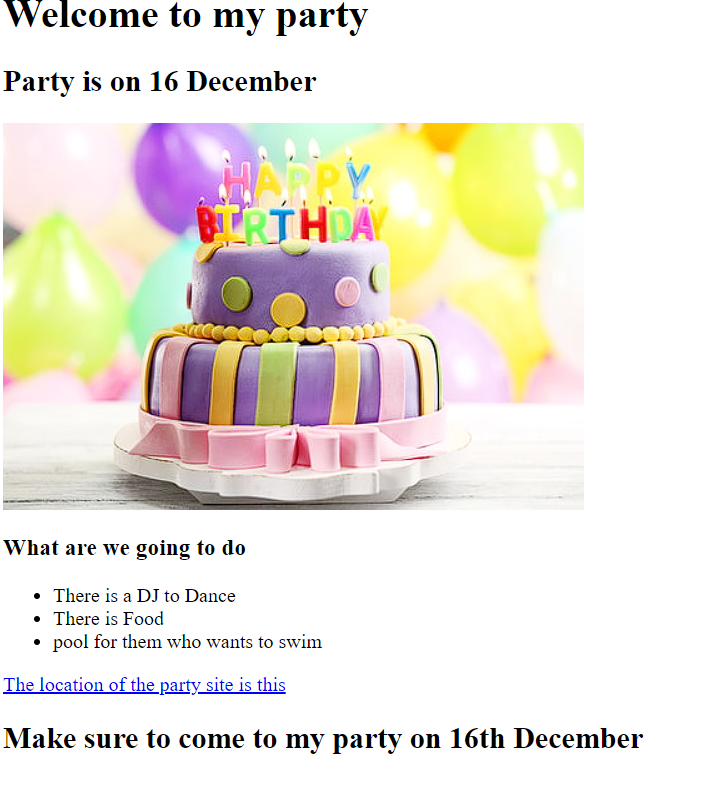 Welcome to my party
Party is on 16 December
HAPPY
BIRTHDAY
What are we going to do
There is a DJ to Dance
There is Food
pool for them who wants to swim
The location of the party site is this
Make sure to come to my party on 16th December